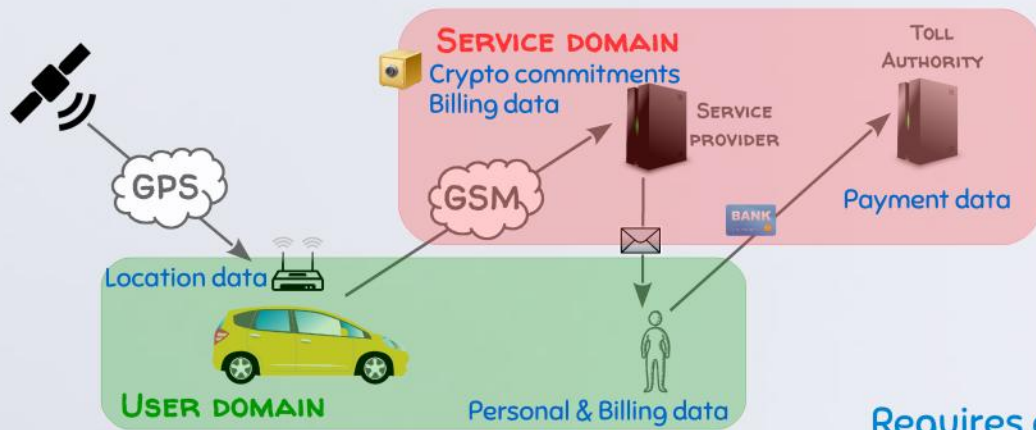 SERVICE DOMAIN
Crypto commitments
Billing data
TOLL
AUTHORITY
SERVICE
PROVIDER
GPS
GSM
BANK
Payment data
Location data
USER DOMAIN
Personal & Billing data
Requires